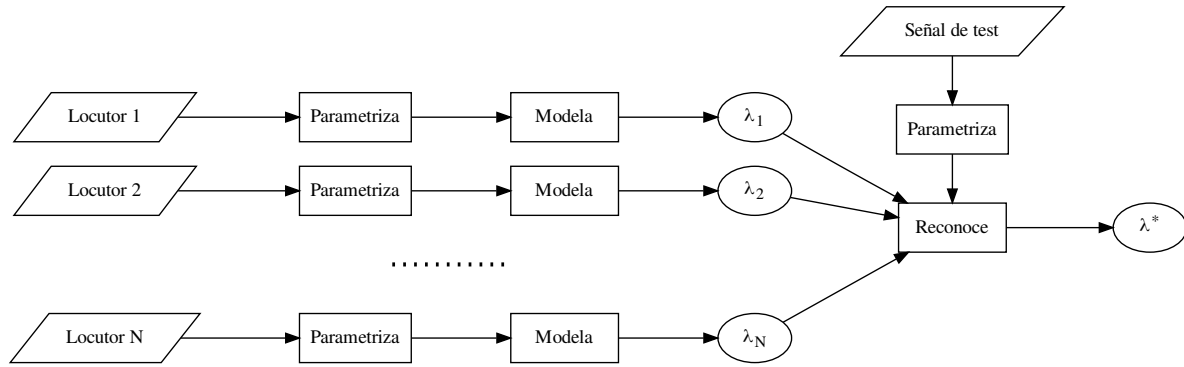 Señal de test
Parametriza
Locutor 1
Parametriza
Modela
λ1
Locutor 2
Parametriza
Modela
λ2
Reconoce
λ*
Locutor N
Parametriza
Modela
λN